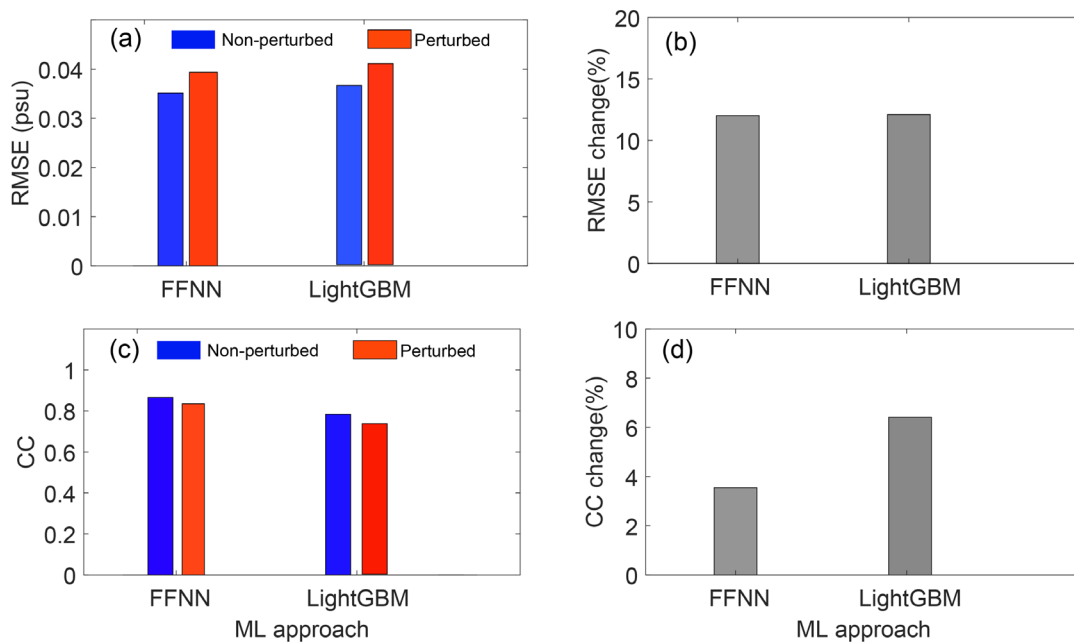 (a)
Non-perturbed
Perturbed
RMSE (psu)
0.04
0.03
0.02
0.01
0
FFNN
LightGBM
(b)
RMSE change(%)
20
15
10
5
0
FFNN
LightGBM
(c)
Non-perturbed
Perturbed
CC
1
0.8
0.6
0.4
0.2
0
FFNN
LightGBM
ML approach
(d)
CC change(%)
10
8
6
4
2
0
FFNN
LightGBM
ML approach